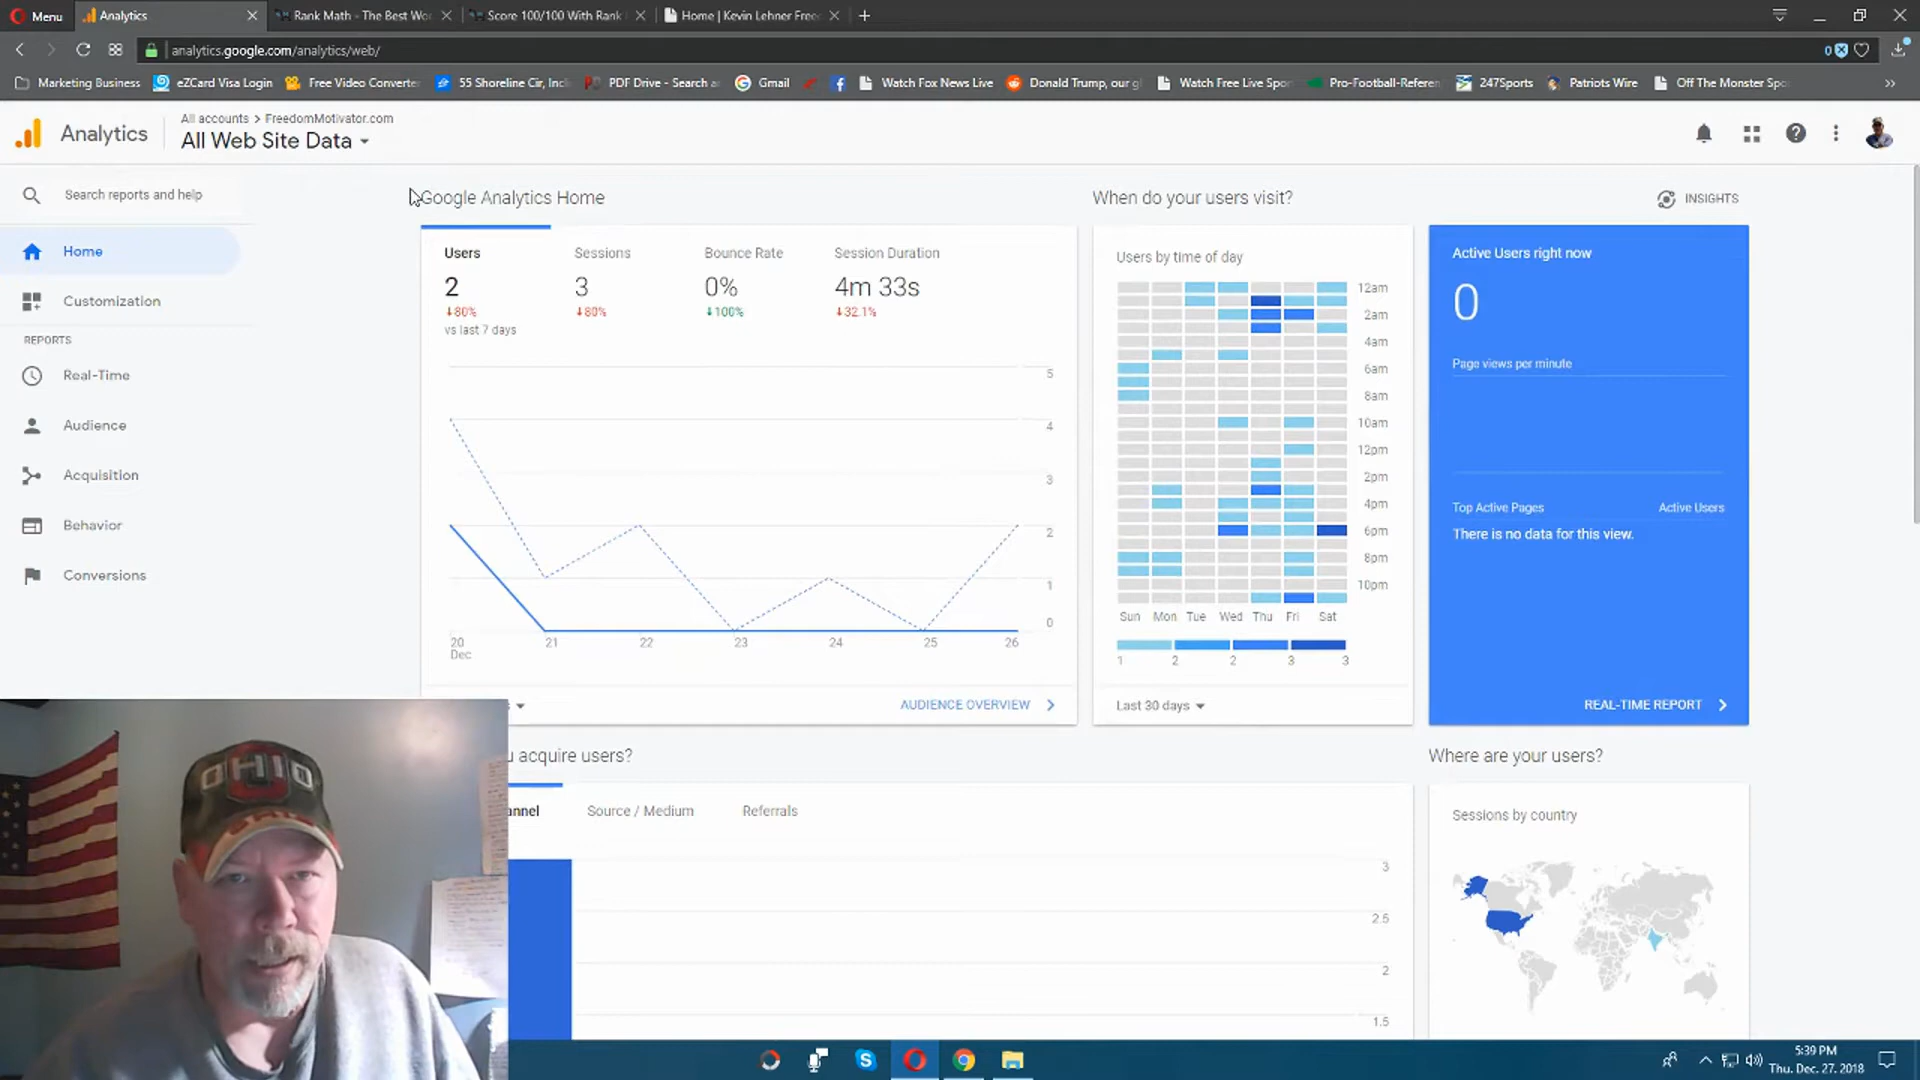 Menu
Analytics
Rank Math - The Best Wo
Score 100/100 With Rank
Home | Kevin Lehner Free
analytics.google.com/analytics/web/
0
Marketing Business
eZCard Visa Login
Free Video Converte
55 Shoreline Cir, Inc
PDF Drive - Search a
Gmail
Watch Fox News Live
Donald Trump, our g
Watch Free Live Spo
Pro-Football-Referen
247Sports
Patriots Wire
Off The Monster Spo
Analytics
All accounts > FreedomMotivator.com
All Web Site Data
Search reports and help
Home
Customization
REPORTS
Real-Time
Audience
Acquisition
Behavior
Conversions
Google Analytics Home
Users
2
80%
vs last 7 days
Sessions
3
80%
Bounce Rate
0%
100%
Session Duration
4m 33s
32.1%
5
4
3
2
1
0
20
Dec
21
22
23
24
25
26
AUDIENCE OVERVIEW
When do your users visit?
Users by time of day
12am
2am
4am
6am
8am
10am
12pm
2pm
4pm
6pm
8pm
10pm
Sun
Mon
Tue
Wed
Thu
Fri
Sat
1
2
2
3
3
Last 30 days
INSIGHTS
Active Users right now
0
Page views per minute
Top Active Pages
Active Users
There is no data for this view.
REAL-TIME REPORT
u acquire users?
annel
Source / Medium
Referrals
3
2.5
2
1.5
Where are your users?
Sessions by country
OHIO
5:39 PM
Thu. Dec. 27. 2018